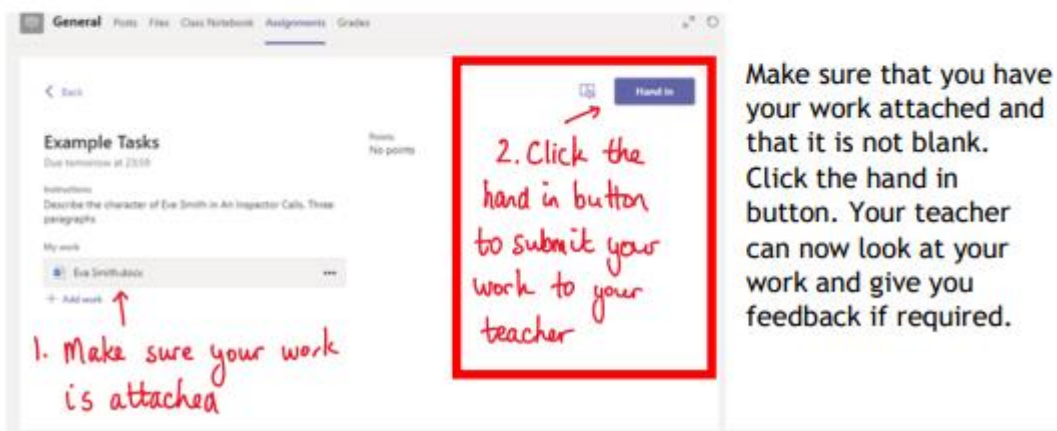 General Posts Files Class Notebook Assignments Grades
< Back
Hand in
Example Tasks
Due tomorrow at 23:59
Points
No points
Instructions
Describe the character of Eva Smith in An Inspector Calls. Three
paragraphs
My work
Eva Smith.docx
+ Add work
1. Make sure your work
is attached
2. Click the
hand in button
to submit your
work to your
teacher
Make sure that you have
your work attached and
that it is not blank.
Click the hand in
button. Your teacher
can now look at your
work and give you
feedback if required.